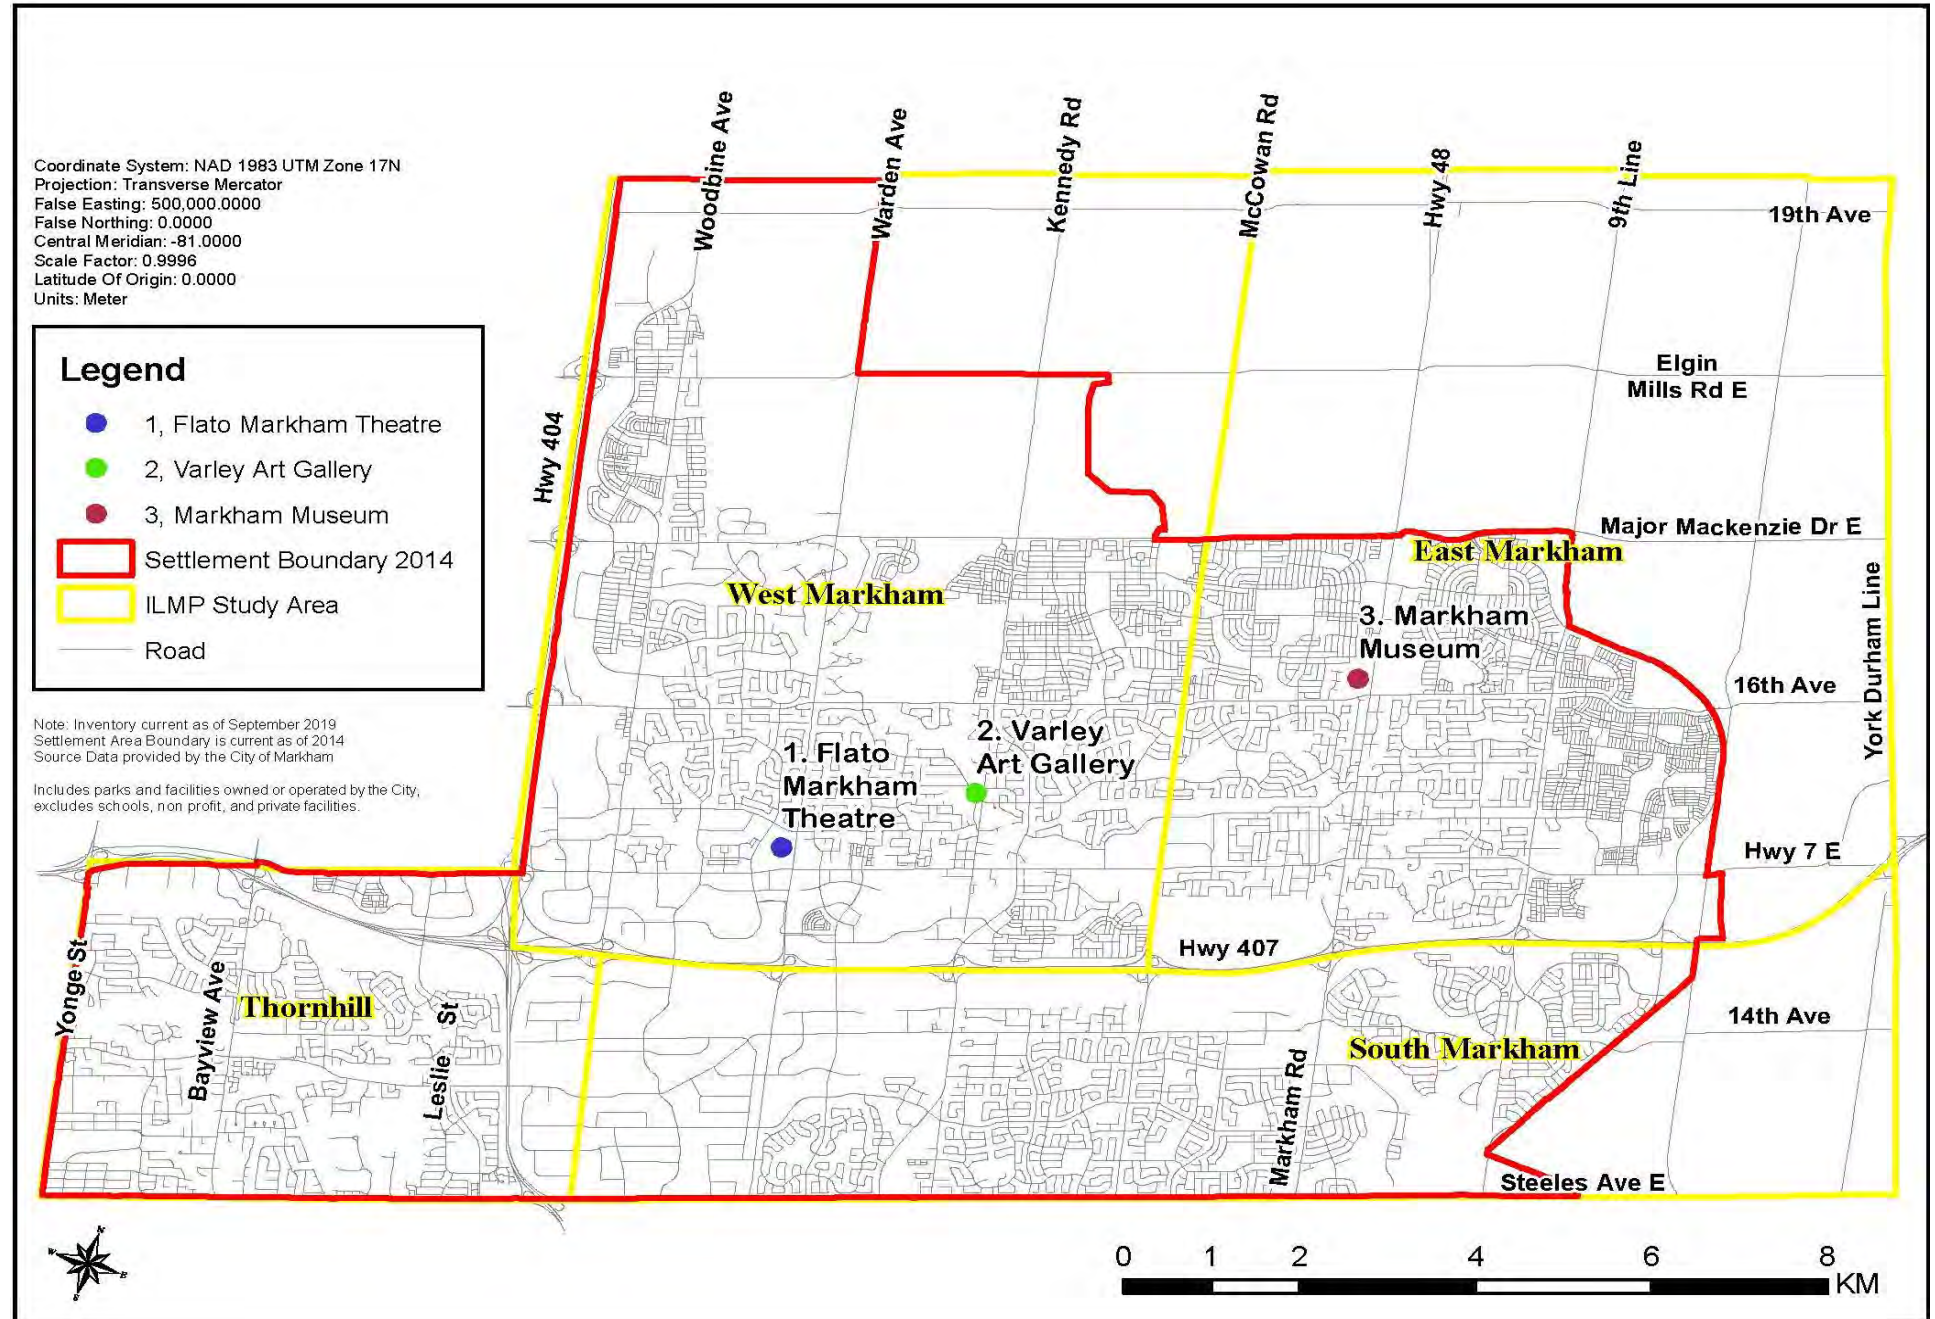 Woodbine Ave
Warden Ave
Kennedy Rd
McCowan Rd
Hwy 48
9th Line
19th Ave
Coordinate System: NAD 1983 UTM Zone 17N
Projection: Transverse Mercator
False Easting: 500,000.0000
False Northing: 0.0000
Central Meridian: -81.0000
Scale Factor: 0.9996
Latitude Of Origin: 0.0000
Units: Meter
Legend
1, Flato Markham Theatre
2, Varley Art Gallery
3, Markham Museum
Settlement Boundary 2014
ILMP Study Area
Road
Note: Inventory current as of September 2019
Settlement Area Boundary is current as of 2014
Source Data provided by the City of Markham
Includes parks and facilities owned or operated by the City,
excludes schools, non profit, and private facilities.
Hwy 404
Elgin
Mills Rd E
Major Mackenzie Dr E
East Markham
West Markham
3. Markham
Museum
York Durham Line
16th Ave
2. Varley
Art Gallery
1. Flato
Markham
Theatre
Hwy 7 E
Hwy 407
Yonge St
Bayview Ave
Thornhill
Leslie St
14th Ave
South Markham
Markham Rd
Steeles Ave E
N
W
E
S
0 1 2 4 6 8
KM